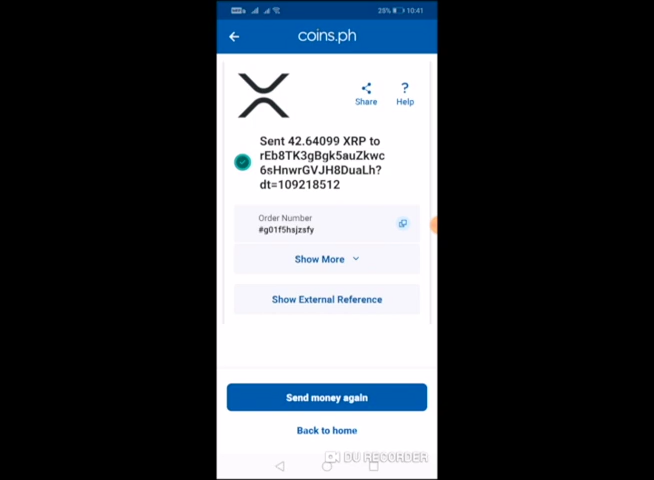 25% 10:41
coins.ph
Share
Help
Sent 42.64099 XRP to
rEb8TK3gBgk5auZkwc
6sHnwrGVJH8DuaLh?
dt=109218512
Order Number
#g01f5hsjzsfy
Show More
Show External Reference
Send money again
Back to home
DU RECORDER